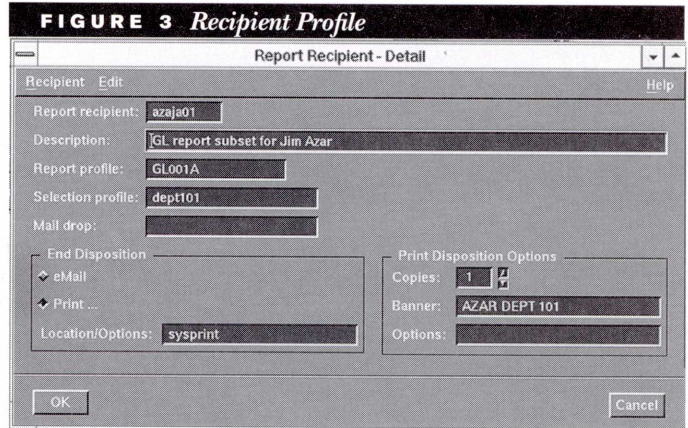 FIGURE 3 Recipient Profile
Report Recipient - Detail
Recipient Edit Help
Report recipient: azaja01
Description: GL report subset for Jim Azar
Report profile: GL001A
Selection profile: dept101
Mail drop:
End Disposition
eMail
Print ...
Location/Options: sysprint
Print Disposition Options
Copies: 1
Banner: AZAR DEPT 101
Options:
OK Cancel